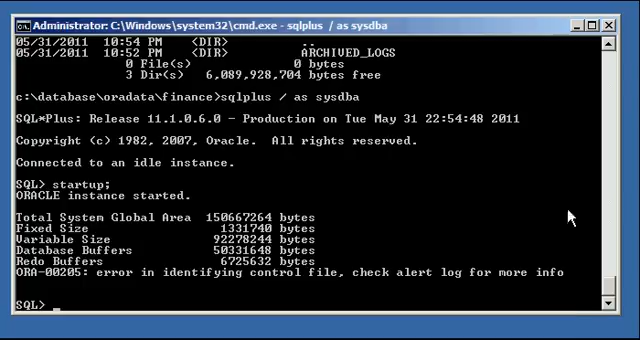 Administrator: C:\Windows\system32\cmd.exe - sqlplus / as sysdba
05/31/2011 10:54 PM <DIR> ..
05/31/2011 10:52 PM <DIR> ARCHIVED_LOGS
0 File(s) 0 bytes
3 Dir(s) 6,089,928,704 bytes free
c:\database\oradata\finance>sqlplus / as sysdba
SQL*Plus: Release 11.1.0.6.0 - Production on Tue May 31 22:54:48 2011
Copyright (c) 1982, 2007, Oracle. All rights reserved.
Connected to an idle instance.
SQL> startup;
ORACLE instance started.
Total System Global Area 150667264 bytes
Fixed Size 1331740 bytes
Variable Size 92278244 bytes
Database Buffers 50331648 bytes
Redo Buffers 6725632 bytes
ORA-00205: error in identifying control file, check alert log for more info
SQL> _